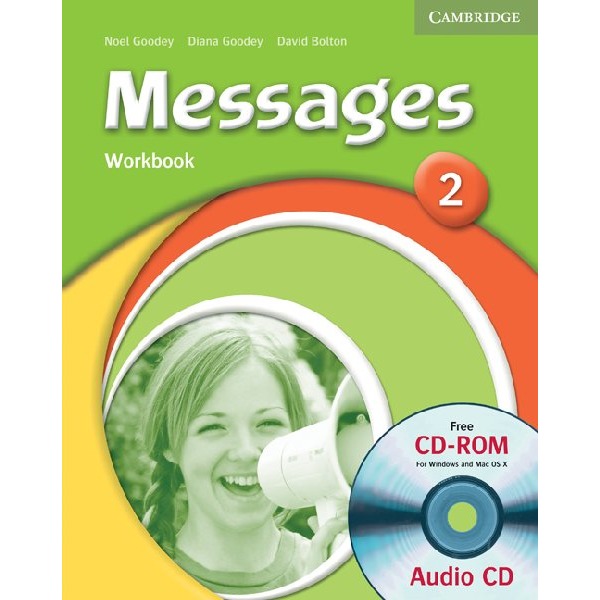 CAMBRIDGE
Noel Goodey Diana Goodey David Bolton
Messages
Workbook
2
Free
CD-ROM
For Windows and Mac OS X
Audio CD